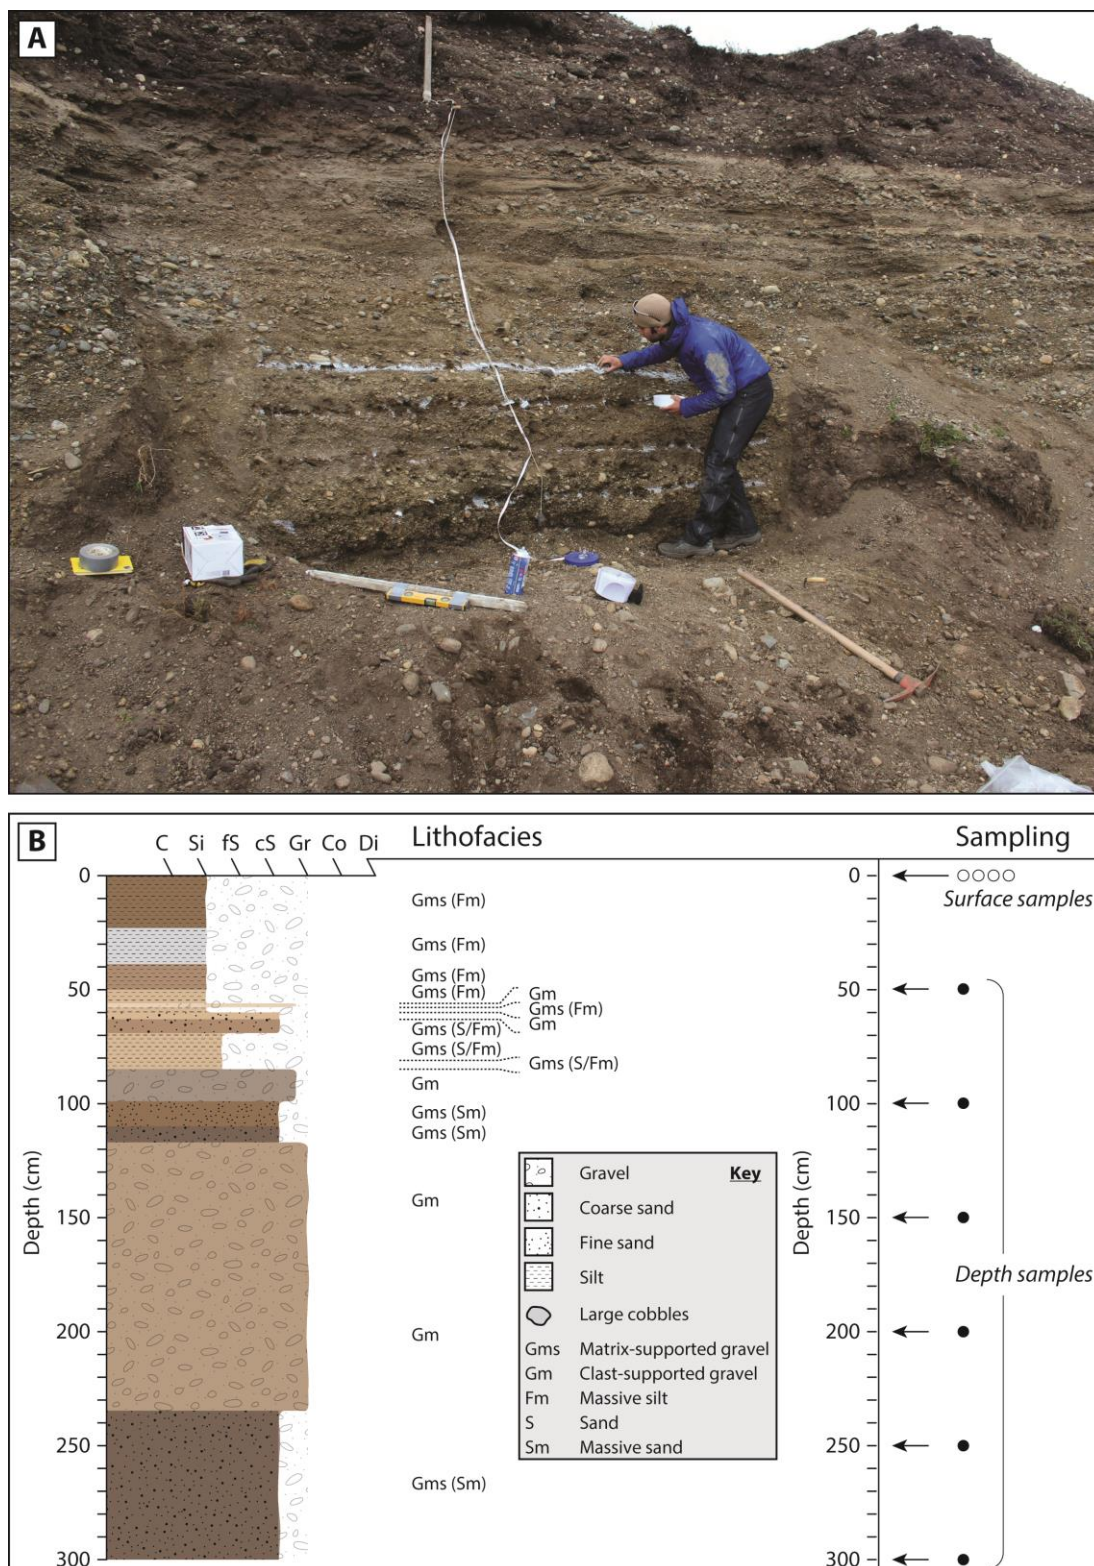 A
B
C Si fS cS Gr Co Di
Lithofacies
Sampling
0
50
100
150
200
250
300
Depth (cm)
Gms (Fm)
Gms (Fm)
Gms (Fm)
Gms (Fm)
Gm
Gms (Fm)
Gm
Gms (S/Fm)
Gms (S/Fm)
Gms (S/Fm)
Gm
Gms (Sm)
Gms (Sm)
Gm
Gm
Gms (Sm)
Key
Gravel
Coarse sand
Fine sand
Silt
Large cobbles
Gms Matrix-supported gravel
Gm Clast-supported gravel
Fm Massive silt
S Sand
Sm Massive sand
0
50
100
150
200
250
300
Depth (cm)
Surface samples
Depth samples